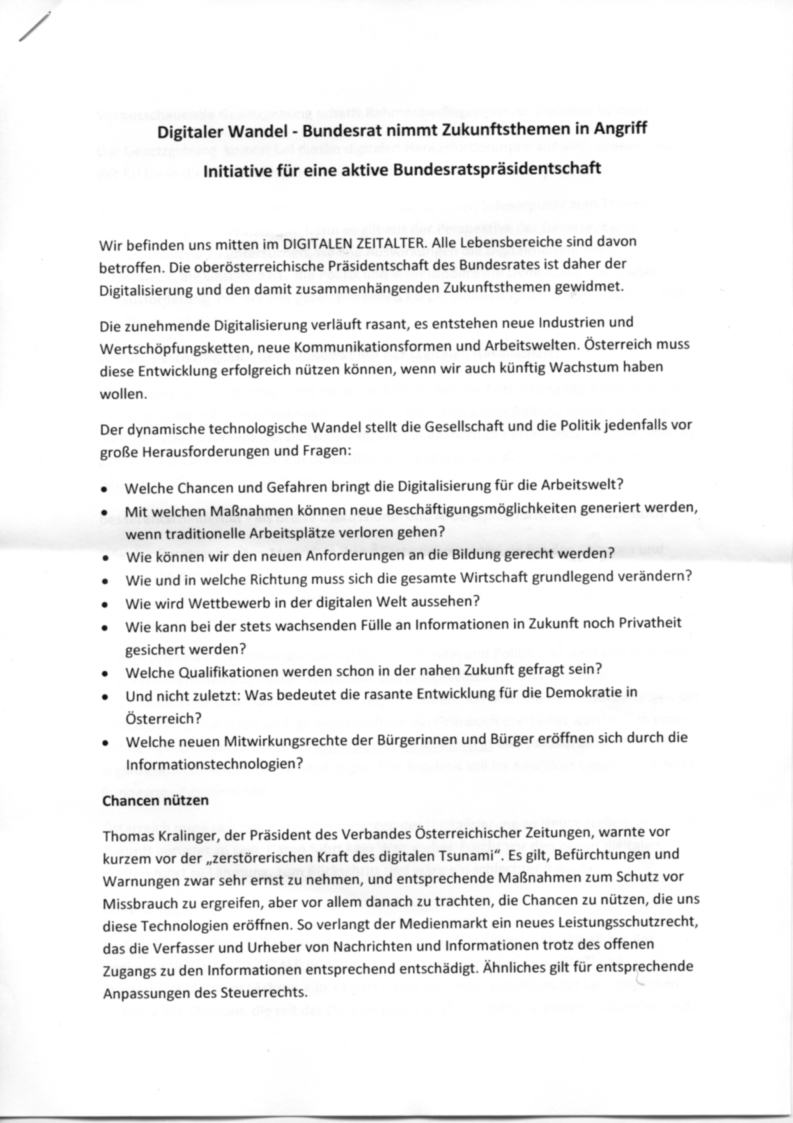 Digitaler Wandel - Bundesrat nimmt Zukunftsthemen in Angriff
Initiative für eine aktive Bundesratspräsidentschaft
Wir befinden uns mitten im DIGITALEN ZEITALTER. Alle Lebensbereiche sind davon
betroffen. Die oberösterreichische Präsidentschaft des Bundesrates ist daher der
Digitalisierung und den damit zusammenhängenden Zukunftsthemen gewidmet.
Die zunehmende Digitalisierung verläuft rasant, es entstehen neue Industrien und
Wertschöpfungsketten, neue Kommunikationsformen und Arbeitswelten. Österreich muss
diese Entwicklung erfolgreich nützen können, wenn wir auch künftig Wachstum haben
wollen.
Der dynamische technologische Wandel stellt die Gesellschaft und die Politik jedenfalls vor
große Herausforderungen und Fragen:
• Welche Chancen und Gefahren bringt die Digitalisierung für die Arbeitswelt?
• Mit welchen Maßnahmen können neue Beschäftigungsmöglichkeiten generiert werden,
wenn traditionelle Arbeitsplätze verloren gehen?
• Wie können wir den neuen Anforderungen an die Bildung gerecht werden?
• Wie und in welche Richtung muss sich die gesamte Wirtschaft grundlegend verändern?
• Wie wird Wettbewerb in der digitalen Welt aussehen?
• Wie kann bei der stets wachsenden Fülle an Informationen in Zukunft noch Privatheit
gesichert werden?
• Welche Qualifikationen werden schon in der nahen Zukunft gefragt sein?
• Und nicht zuletzt: Was bedeutet die rasante Entwicklung für die Demokratie in
Österreich?
• Welche neuen Mitwirkungsrechte der Bürgerinnen und Bürger eröffnen sich durch die
Informationstechnologien?
Chancen nützen
Thomas Kralinger, der Präsident des Verbandes Österreichischer Zeitungen, warnte vor
kurzem vor der „zerstörerischen Kraft des digitalen Tsunami“. Es gilt, Befürchtungen und
Warnungen zwar sehr ernst zu nehmen, und entsprechende Maßnahmen zum Schutz vor
Missbrauch zu ergreifen, aber vor allem danach zu trachten, die Chancen zu nützen, die uns
diese Technologien eröffnen. So verlangt der Medienmarkt ein neues Leistungsschutzrecht,
das die Verfasser und Urheber von Nachrichten und Informationen trotz des offenen
Zugangs zu den Informationen entsprechend entschädigt. Ähnliches gilt für entsprechende
Anpassungen des Steuerrechts.